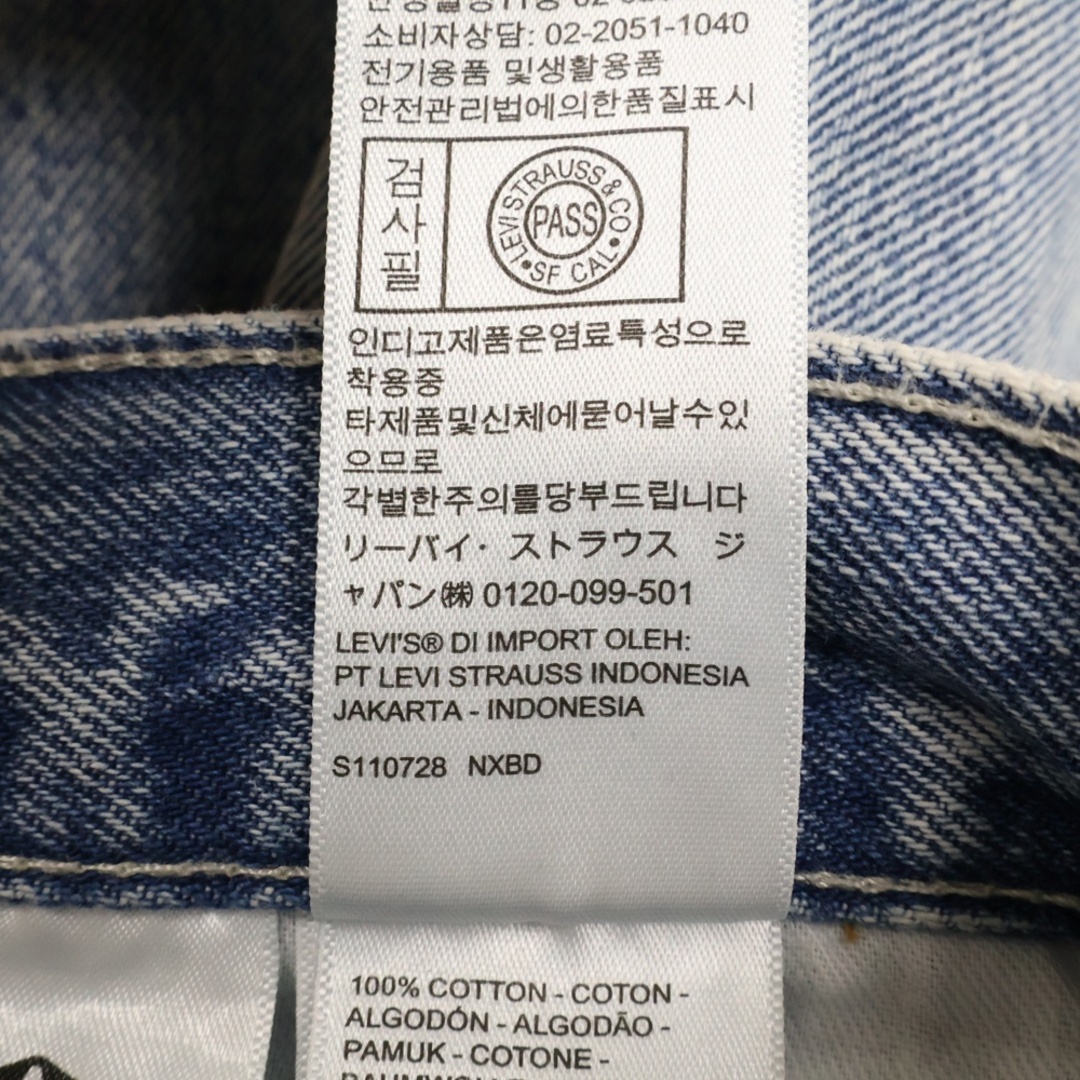 소비자상담: 02-2051-1040
전기용품 및생활용품
안전관리법에의한품질표시
검
사
필
LEVI STRAUSS & CO
PASS
SF CAL
인디고제품은염료특성으로
착용중
타제품및신체에묻어날수있
으므로
각별한주의를당부드립니다
リーバイ・ストラウス　ジ
ャパン㈱ 0120-099-501
LEVI'S® DI IMPORT OLEH:
PT LEVI STRAUSS INDONESIA
JAKARTA - INDONESIA
S110728 NXBD
100% COTTON - COTON -
ALGODÓN - ALGODÃO -
PAMUK - COTONE -